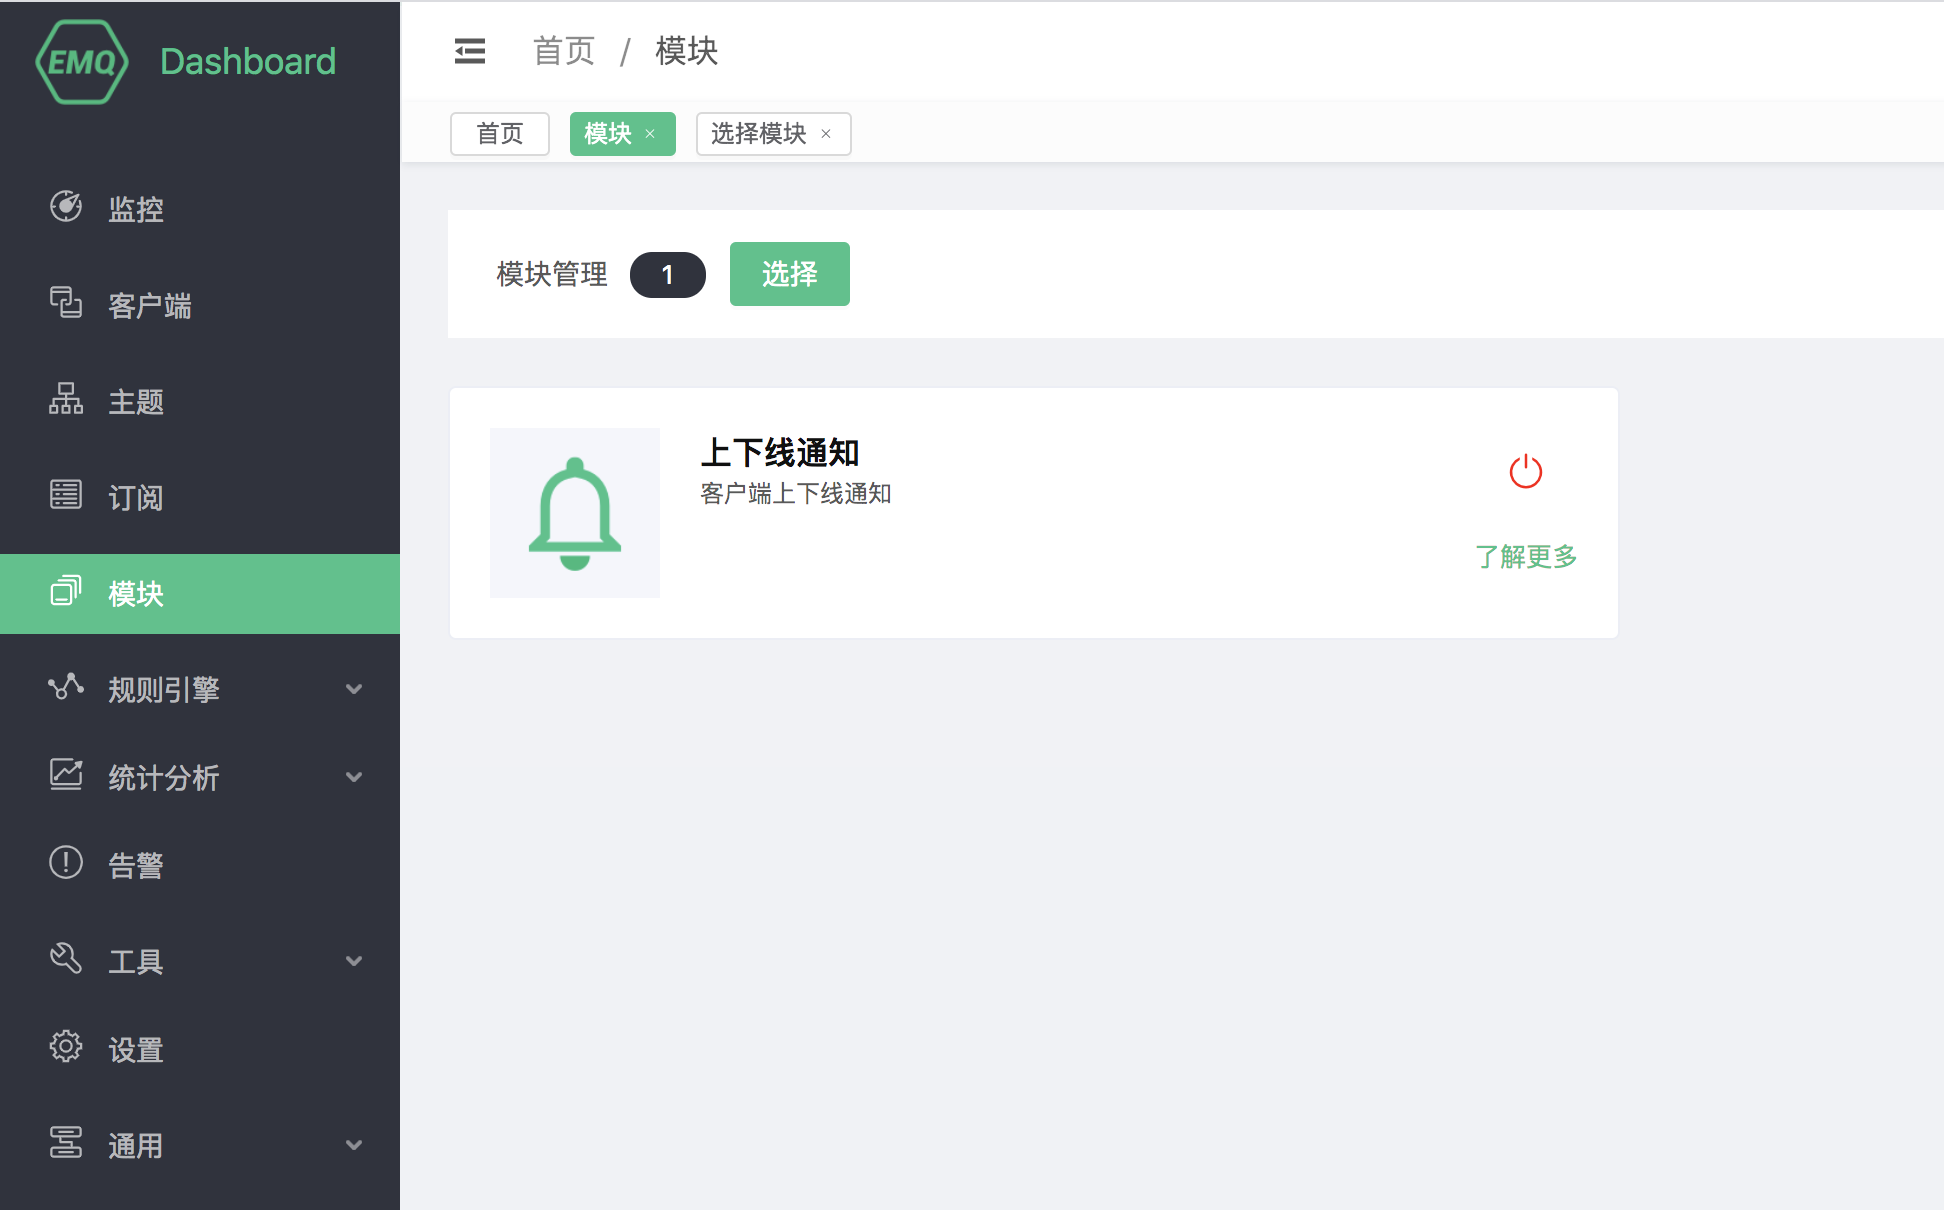 EMQ Dashboard
监控
客户端
主题
订阅
模块
规则引擎
统计分析
告警
工具
设置
通用
首页 / 模块
首页 模块 × 选择模块 ×
模块管理 1 选择
上下线通知
客户端上下线通知
了解更多